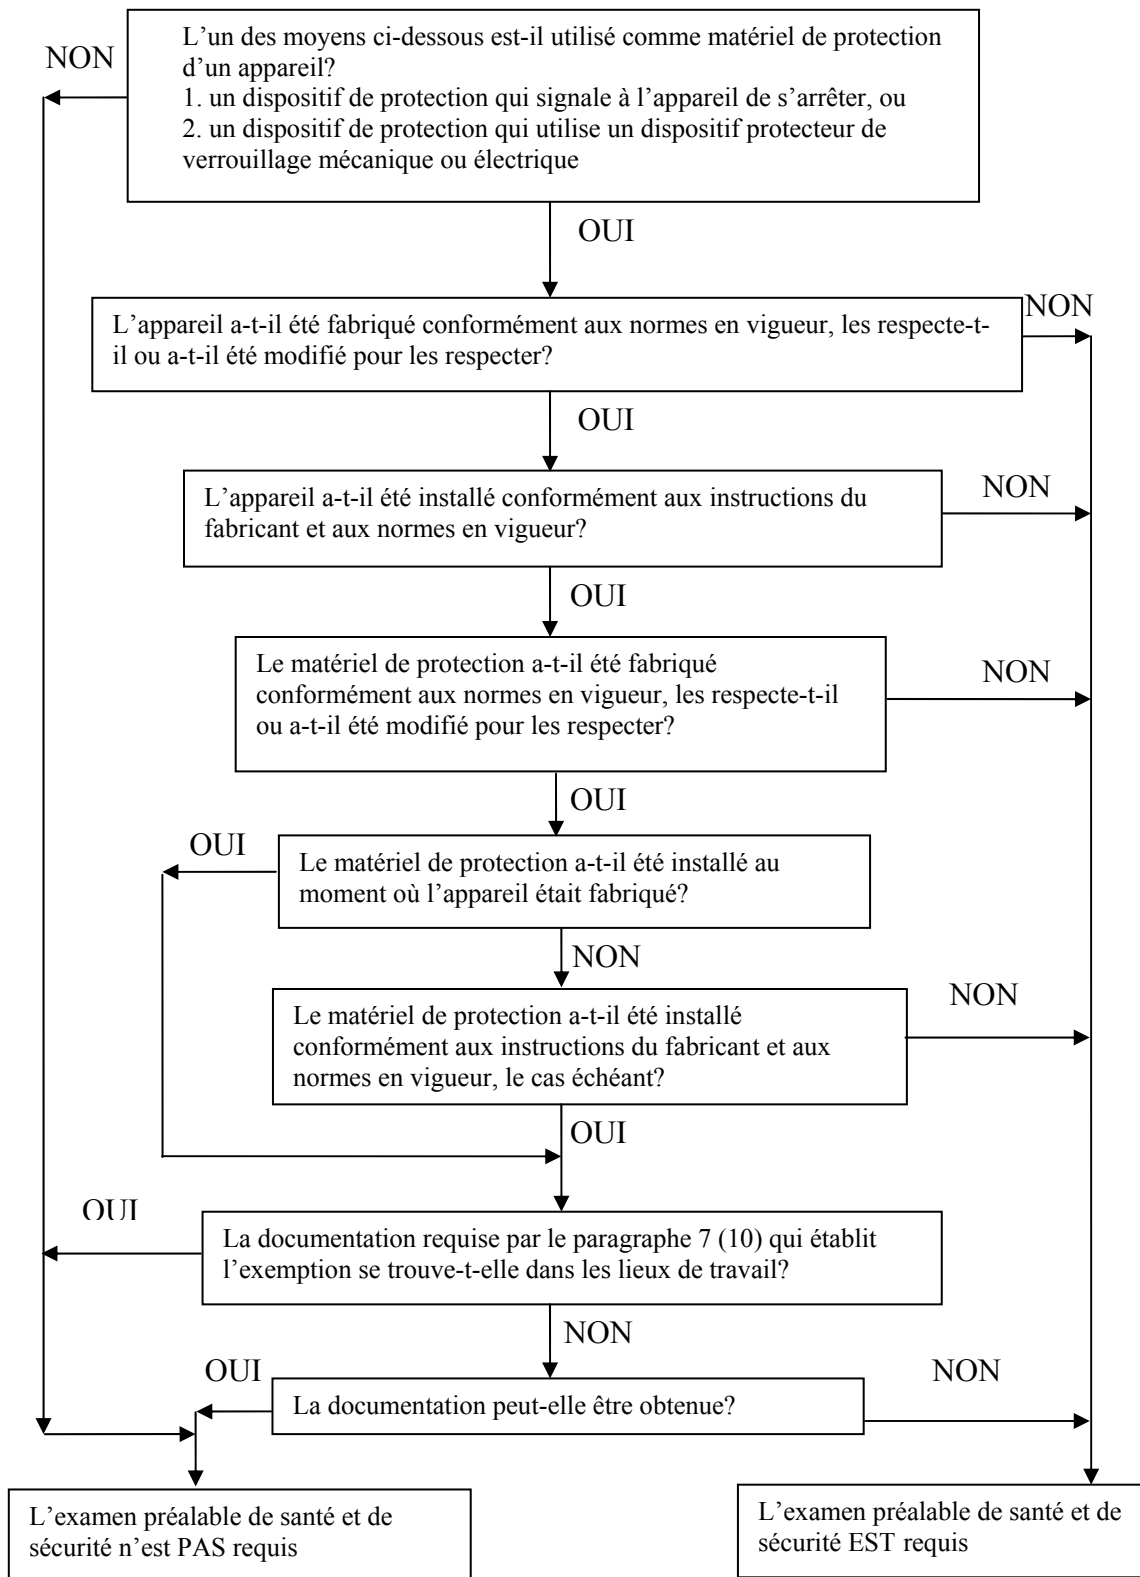 L’un des moyens ci-dessous est-il utilisé comme matériel de protection
d’un appareil?
1. un dispositif de protection qui signale à l’appareil de s’arrêter, ou
2. un dispositif de protection qui utilise un dispositif protecteur de
verrouillage mécanique ou électrique
NON
OUI
L’appareil a-t-il été fabriqué conformément aux normes en vigueur, les respecte-t-
il ou a-t-il été modifié pour les respecter?
NON
OUI
L’appareil a-t-il été installé conformément aux instructions du
fabricant et aux normes en vigueur?
NON
OUI
Le matériel de protection a-t-il été fabriqué
conformément aux normes en vigueur, les respecte-t-il
ou a-t-il été modifié pour les respecter?
NON
OUI
OUI
Le matériel de protection a-t-il été installé au
moment où l’appareil était fabriqué?
NON
Le matériel de protection a-t-il été installé
conformément aux instructions du fabricant et aux
normes en vigueur, le cas échéant?
NON
OUI
OUI
La documentation requise par le paragraphe 7 (10) qui établit
l’exemption se trouve-t-elle dans les lieux de travail?
NON
OUI
La documentation peut-elle être obtenue?
NON
L’examen préalable de santé et de
sécurité n’est PAS requis
L’examen préalable de santé et de
sécurité EST requis